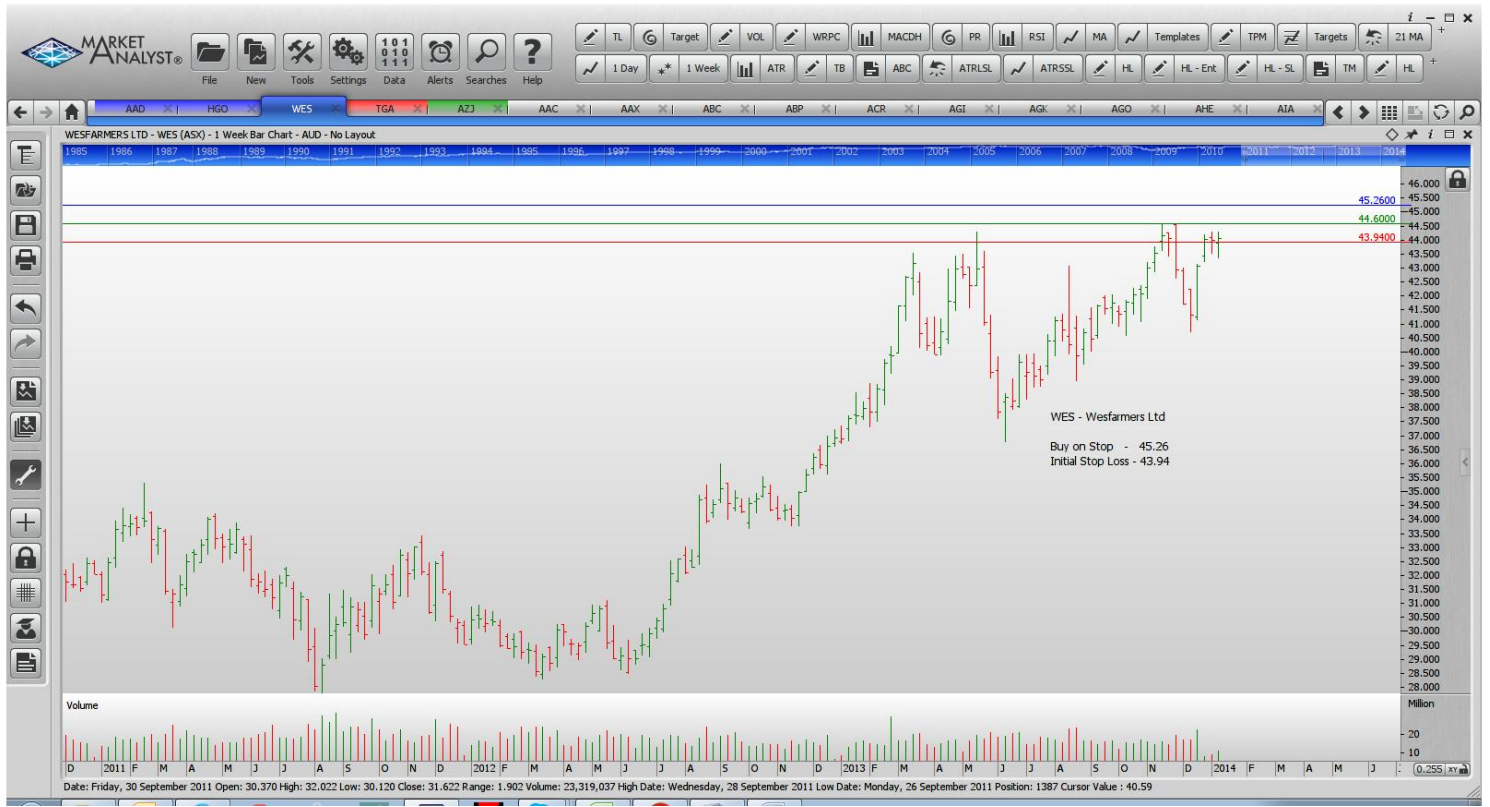 MARKET
ANALYST®
File New Tools Settings Data Alerts Searches Help
TL Target VOL WRPC MACDH PR RSI MA Templates TPM Targets 21 MA
1 Day 1 Week ATR TB ABC ATRLSL ATRSSL HL HL - Ent HL - SL TM HL
AAD HGO WES TGA AZJ AAC AAX ABC ABP ACR AGI AGK AGO AHE AIA
WESFARMERS LTD - WES (ASX) - 1 Week Bar Chart - AUD - No Layout
1985 1986 1987 1988 1989 1990 1991 1992 1993 1994 1995 1996 1997 1998 1999 2000 2001 2002 2003 2004 2005 2006 2007 2008 2009 2010 2011 2012 2013 2014
46.000
45.2600
45.500
45.000
44.6000
44.500
43.9400
44.000
43.500
43.000
42.500
42.000
41.500
41.000
40.500
40.000
39.500
39.000
38.500
38.000
WES - Wesfarmers Ltd
37.500
37.000
Buy on Stop - 45.26
36.500
Initial Stop Loss - 43.94
36.000
35.500
35.000
34.500
34.000
33.500
33.000
32.500
32.000
31.500
31.000
30.500
30.000
29.500
29.000
28.500
28.000
Volume
Million
20
10
D 2011 F M A M J J A S O N D 2012 F M A M J J A S O N D 2013 F M A M J J A S O N D 2014 F M A M J
0.255 XY
Date: Friday, 30 September 2011 Open: 30.370 High: 32.022 Low: 30.120 Close: 31.622 Range: 1.902 Volume: 23,319,037 High Date: Wednesday, 28 September 2011 Low Date: Monday, 26 September 2011 Position: 1387 Cursor Value : 40.59